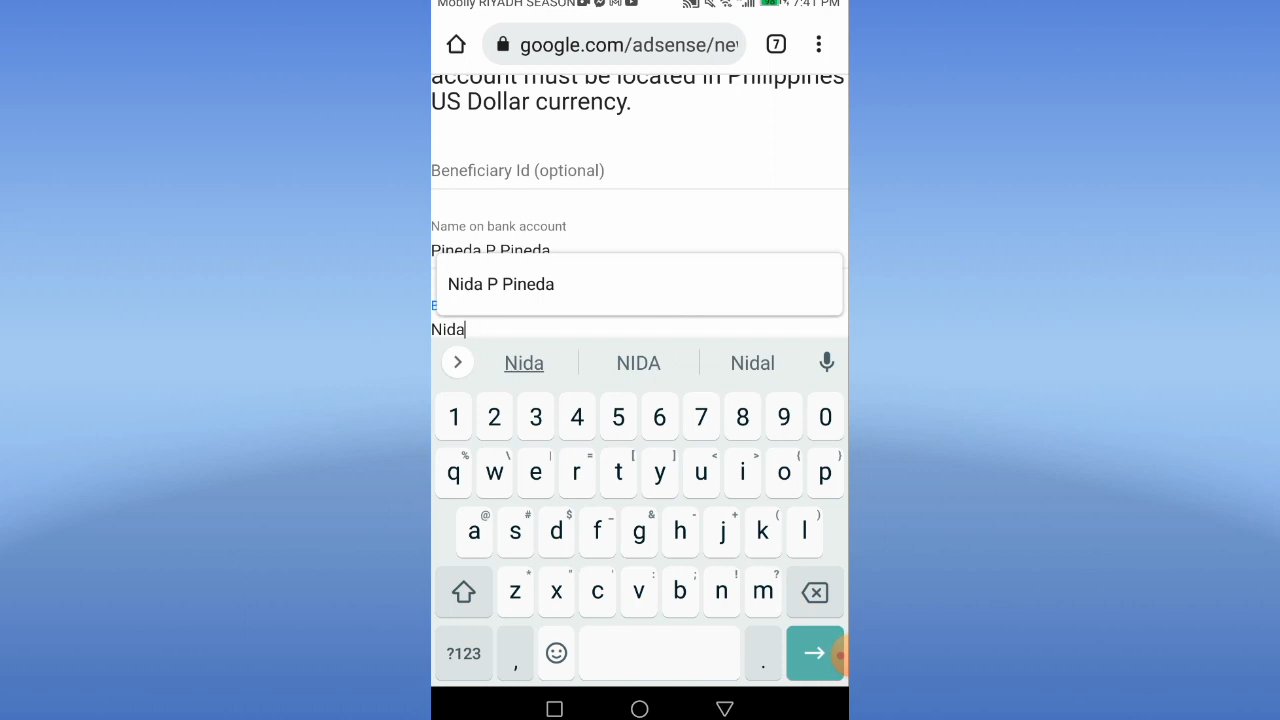 Mobily RIYADH SEASON 7:41 PM
google.com/adsense/ne 7
account must be located in Philippines
US Dollar currency.
Beneficiary Id (optional)
Name on bank account
Pineda P Pineda
Nida P Pineda
Nida
Nida NIDA Nidal
1 2 3 4 5 6 7 8 9 0
% \ | = [ ] < > { }
q w e r t y u i o p
@ # $ _ & - + ( )
a s d f g h j k l
* " ' : ; ! ?
z x c v b n m
?123 , .